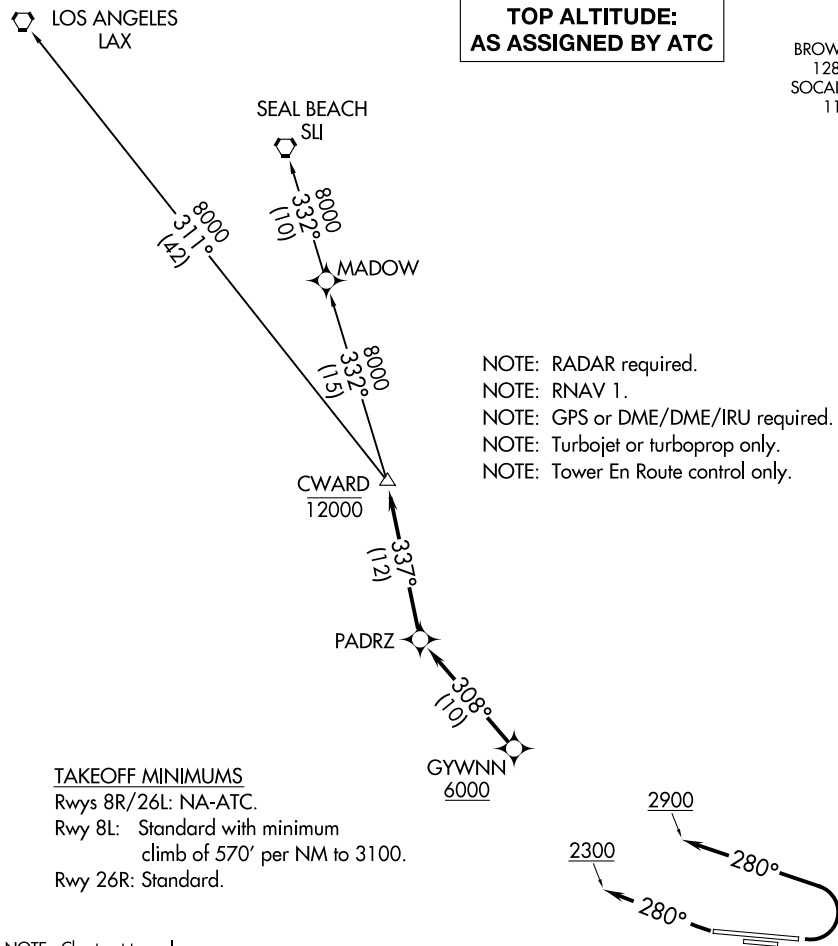 LOS ANGELES
LAX
TOP ALTITUDE:
AS ASSIGNED BY ATC
128
11
SEAL BEACH
SLI
8000
332°
(10)
8000
311°
(42)
MADOW
8000
332°
(15)
NOTE: RADAR required.
NOTE: RNAV 1.
NOTE: GPS or DME/DME/IRU required.
NOTE: Turbojet or turboprop only.
NOTE: Tower En Route control only.
CWARD
12000
337°
(12)
PADRZ
308°
(10)
GYWNN
6000
TAKEOFF MINIMUMS
Rwys 8R/26L: NA-ATC.
Rwy 8L: Standard with minimum
climb of 570' per NM to 3100.
Rwy 26R: Standard.
2900
280°
2300
280°